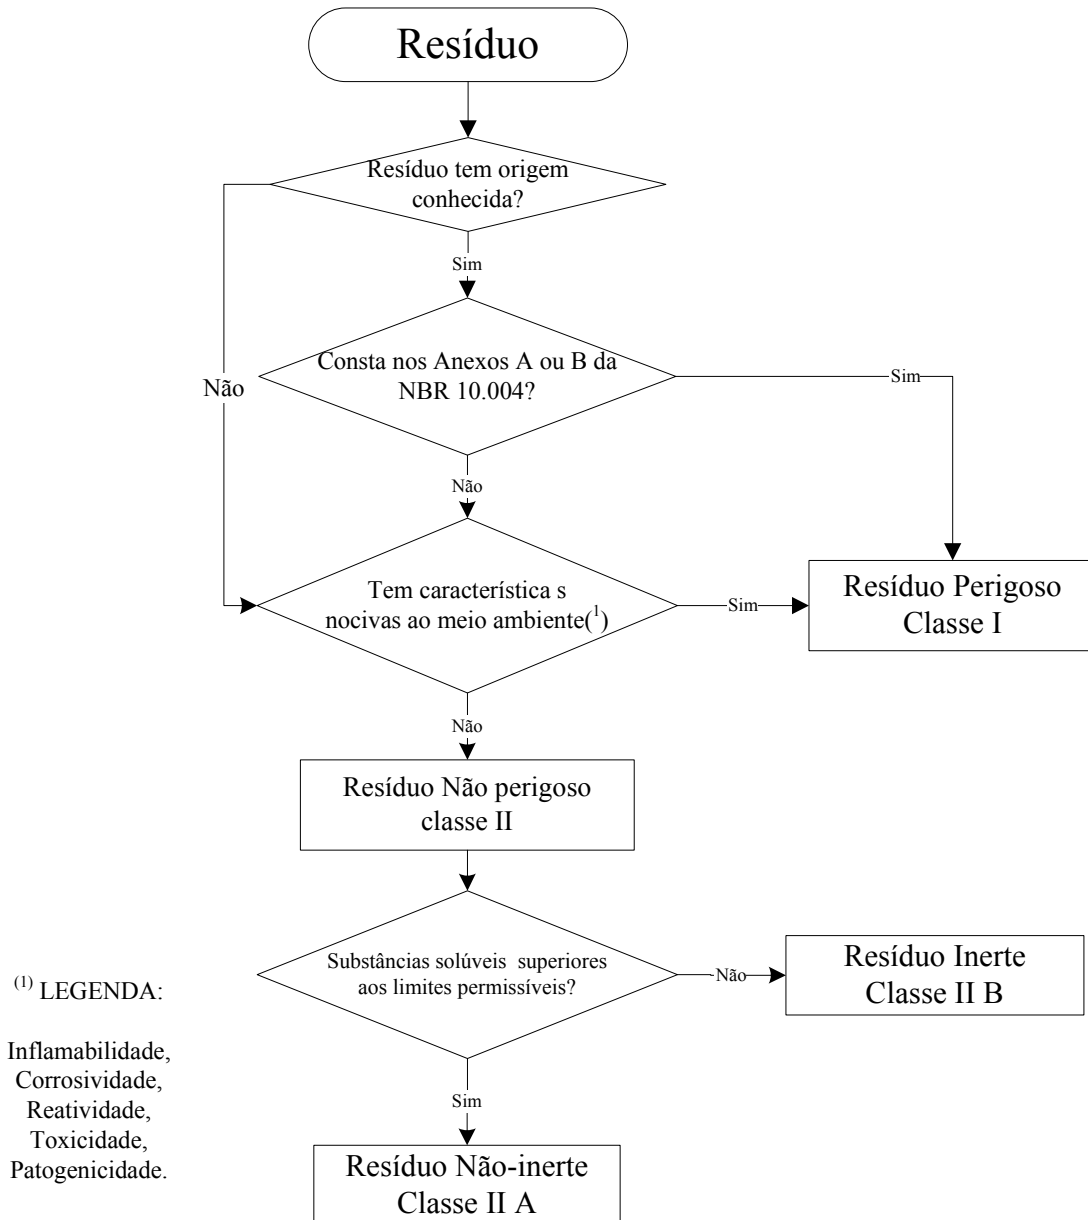 Resíduo
Resíduo tem origem
conhecida?
Sim
Consta nos Anexos A ou B da
NBR 10.004?
Sim
Não
Não
Tem característica s
nocivas ao meio ambiente(1)
Sim
Resíduo Perigoso
Classe I
Não
Resíduo Não perigoso
classe II
Substâncias solúveis superiores
aos limites permissíveis?
Não
Resíduo Inerte
Classe II B
Sim
Resíduo Não-inerte
Classe II A
(1) LEGENDA:
Inflamabilidade,
Corrosividade,
Reatividade,
Toxicidade,
Patogenicidade.